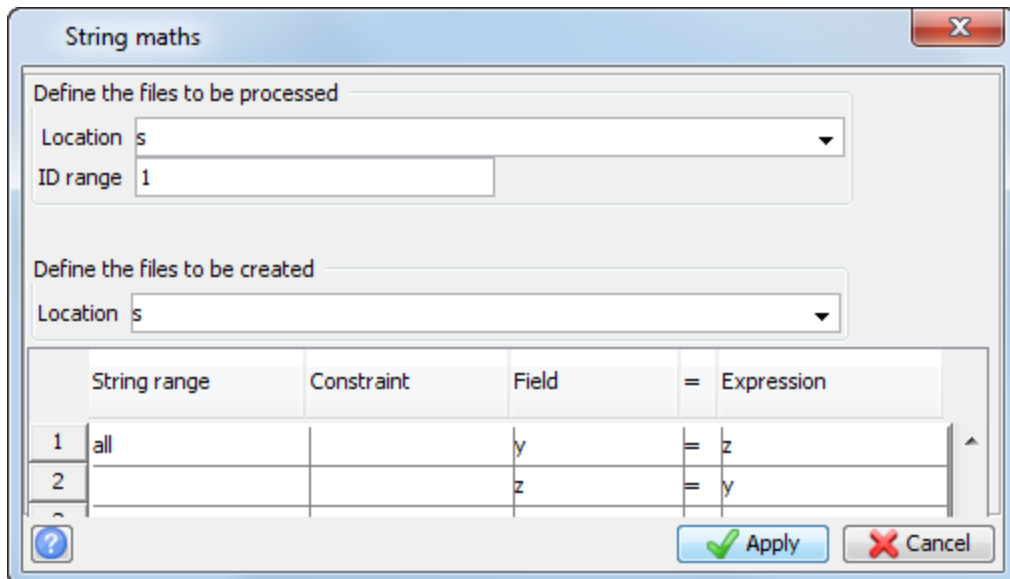 String maths
Define the files to be processed
Location s
ID range 1
Define the files to be created
Location s
String range Constraint Field = Expression
1 all y = z
2 z = y
Apply Cancel